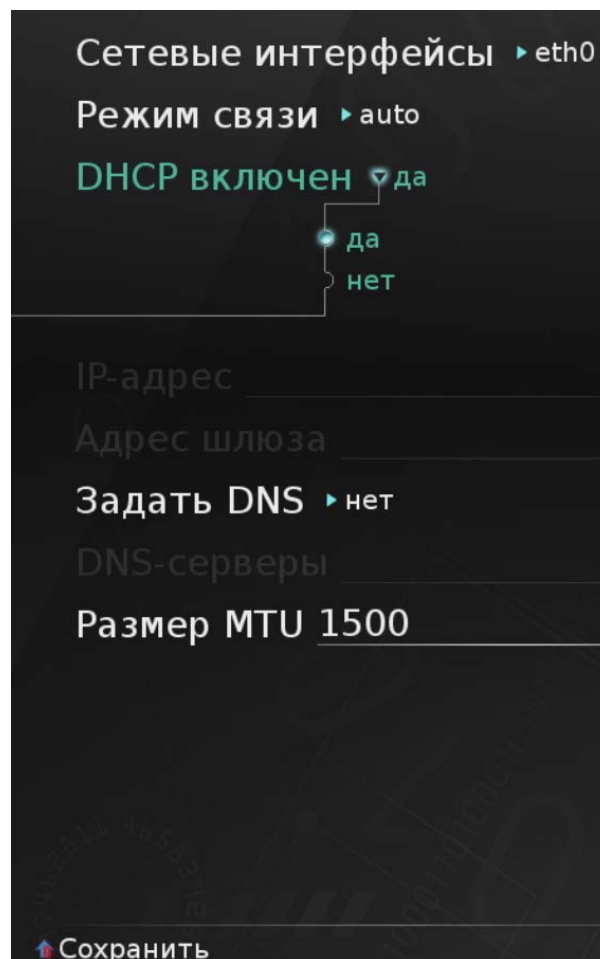 Сетевые интерфейсы eth0
Режим связи auto
DHCP включен да
да
нет
IP-адрес
Адрес шлюза
Задать DNS нет
DNS-серверы
Размер MTU 1500
Сохранить